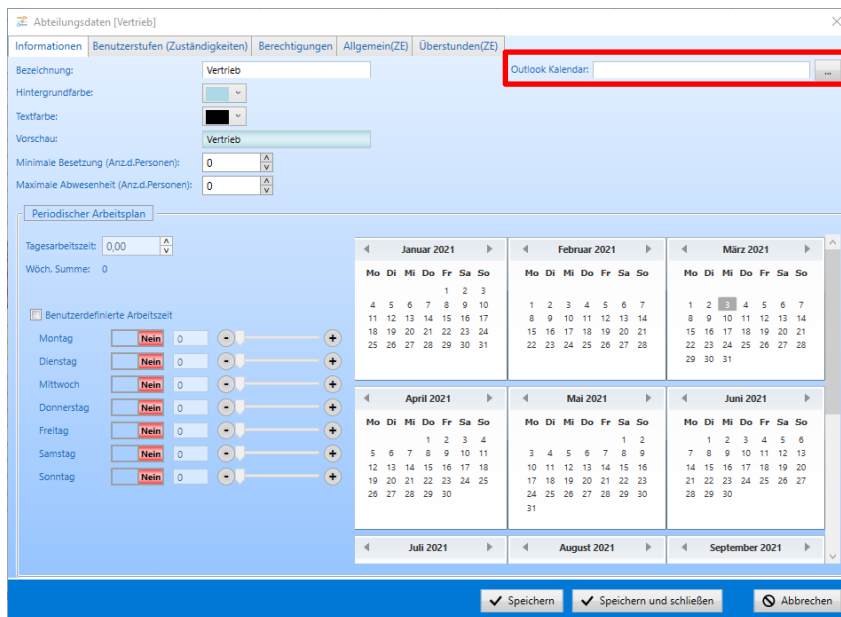 Abteilungsdaten [Vertrieb]
Informationen Benutzerstufen (Zuständigkeiten) Berechtigungen Allgemein(ZE) Überstunden(ZE)
Bezeichnung: Vertrieb Outlook Kalendar: ...
Hintergrundfarbe:
Textfarbe:
Vorschau: Vertrieb
Minimale Besetzung (Anz.d.Personen): 0
Maximale Abwesenheit (Anz.d.Personen): 0
Periodischer Arbeitsplan
Tagesarbeitszeit: 0,00
Wöch. Summe: 0
Benutzerdefinierte Arbeitszeit
Montag Nein 0 - +
Dienstag Nein 0 - +
Mittwoch Nein 0 - +
Donnerstag Nein 0 - +
Freitag Nein 0 - +
Samstag Nein 0 - +
Sonntag Nein 0 - +
Januar 2021
Mo Di Mi Do Fr Sa So
1 2 3
4 5 6 7 8 9 10
11 12 13 14 15 16 17
18 19 20 21 22 23 24
25 26 27 28 29 30 31
Februar 2021
Mo Di Mi Do Fr Sa So
1 2 3 4 5 6 7
8 9 10 11 12 13 14
15 16 17 18 19 20 21
22 23 24 25 26 27 28
März 2021
Mo Di Mi Do Fr Sa So
1 2 3 4 5 6 7
8 9 10 11 12 13 14
15 16 17 18 19 20 21
22 23 24 25 26 27 28
29 30 31
April 2021
Mo Di Mi Do Fr Sa So
1 2 3 4
5 6 7 8 9 10 11
12 13 14 15 16 17 18
19 20 21 22 23 24 25
26 27 28 29 30
Mai 2021
Mo Di Mi Do Fr Sa So
1 2
3 4 5 6 7 8 9
10 11 12 13 14 15 16
17 18 19 20 21 22 23
24 25 26 27 28 29 30
31
Juni 2021
Mo Di Mi Do Fr Sa So
1 2 3 4 5 6
7 8 9 10 11 12 13
14 15 16 17 18 19 20
21 22 23 24 25 26 27
28 29 30
Juli 2021
August 2021
September 2021
Speichern Speichern und schließen Abbrechen